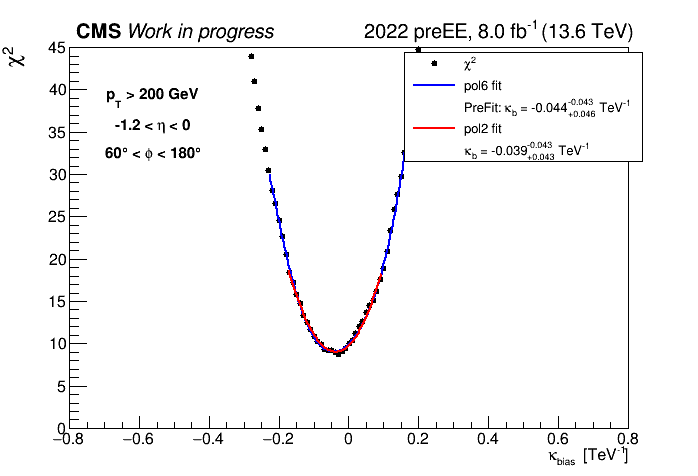 CMS Work in progress 2022 preEE, 8.0 fb⁻¹ (13.6 TeV)
χ²
45
40
35
30
25
20
15
10
5
0
p_T > 200 GeV
-1.2 < η < 0
60° < ϕ < 180°
χ²
pol6 fit
PreFit: κ_b = -0.044 -0.043 +0.046 TeV⁻¹
pol2 fit
κ_b = -0.039 -0.043 +0.043 TeV⁻¹
−0.8 −0.6 −0.4 −0.2 0 0.2 0.4 0.6 0.8
κ_bias [TeV⁻¹]